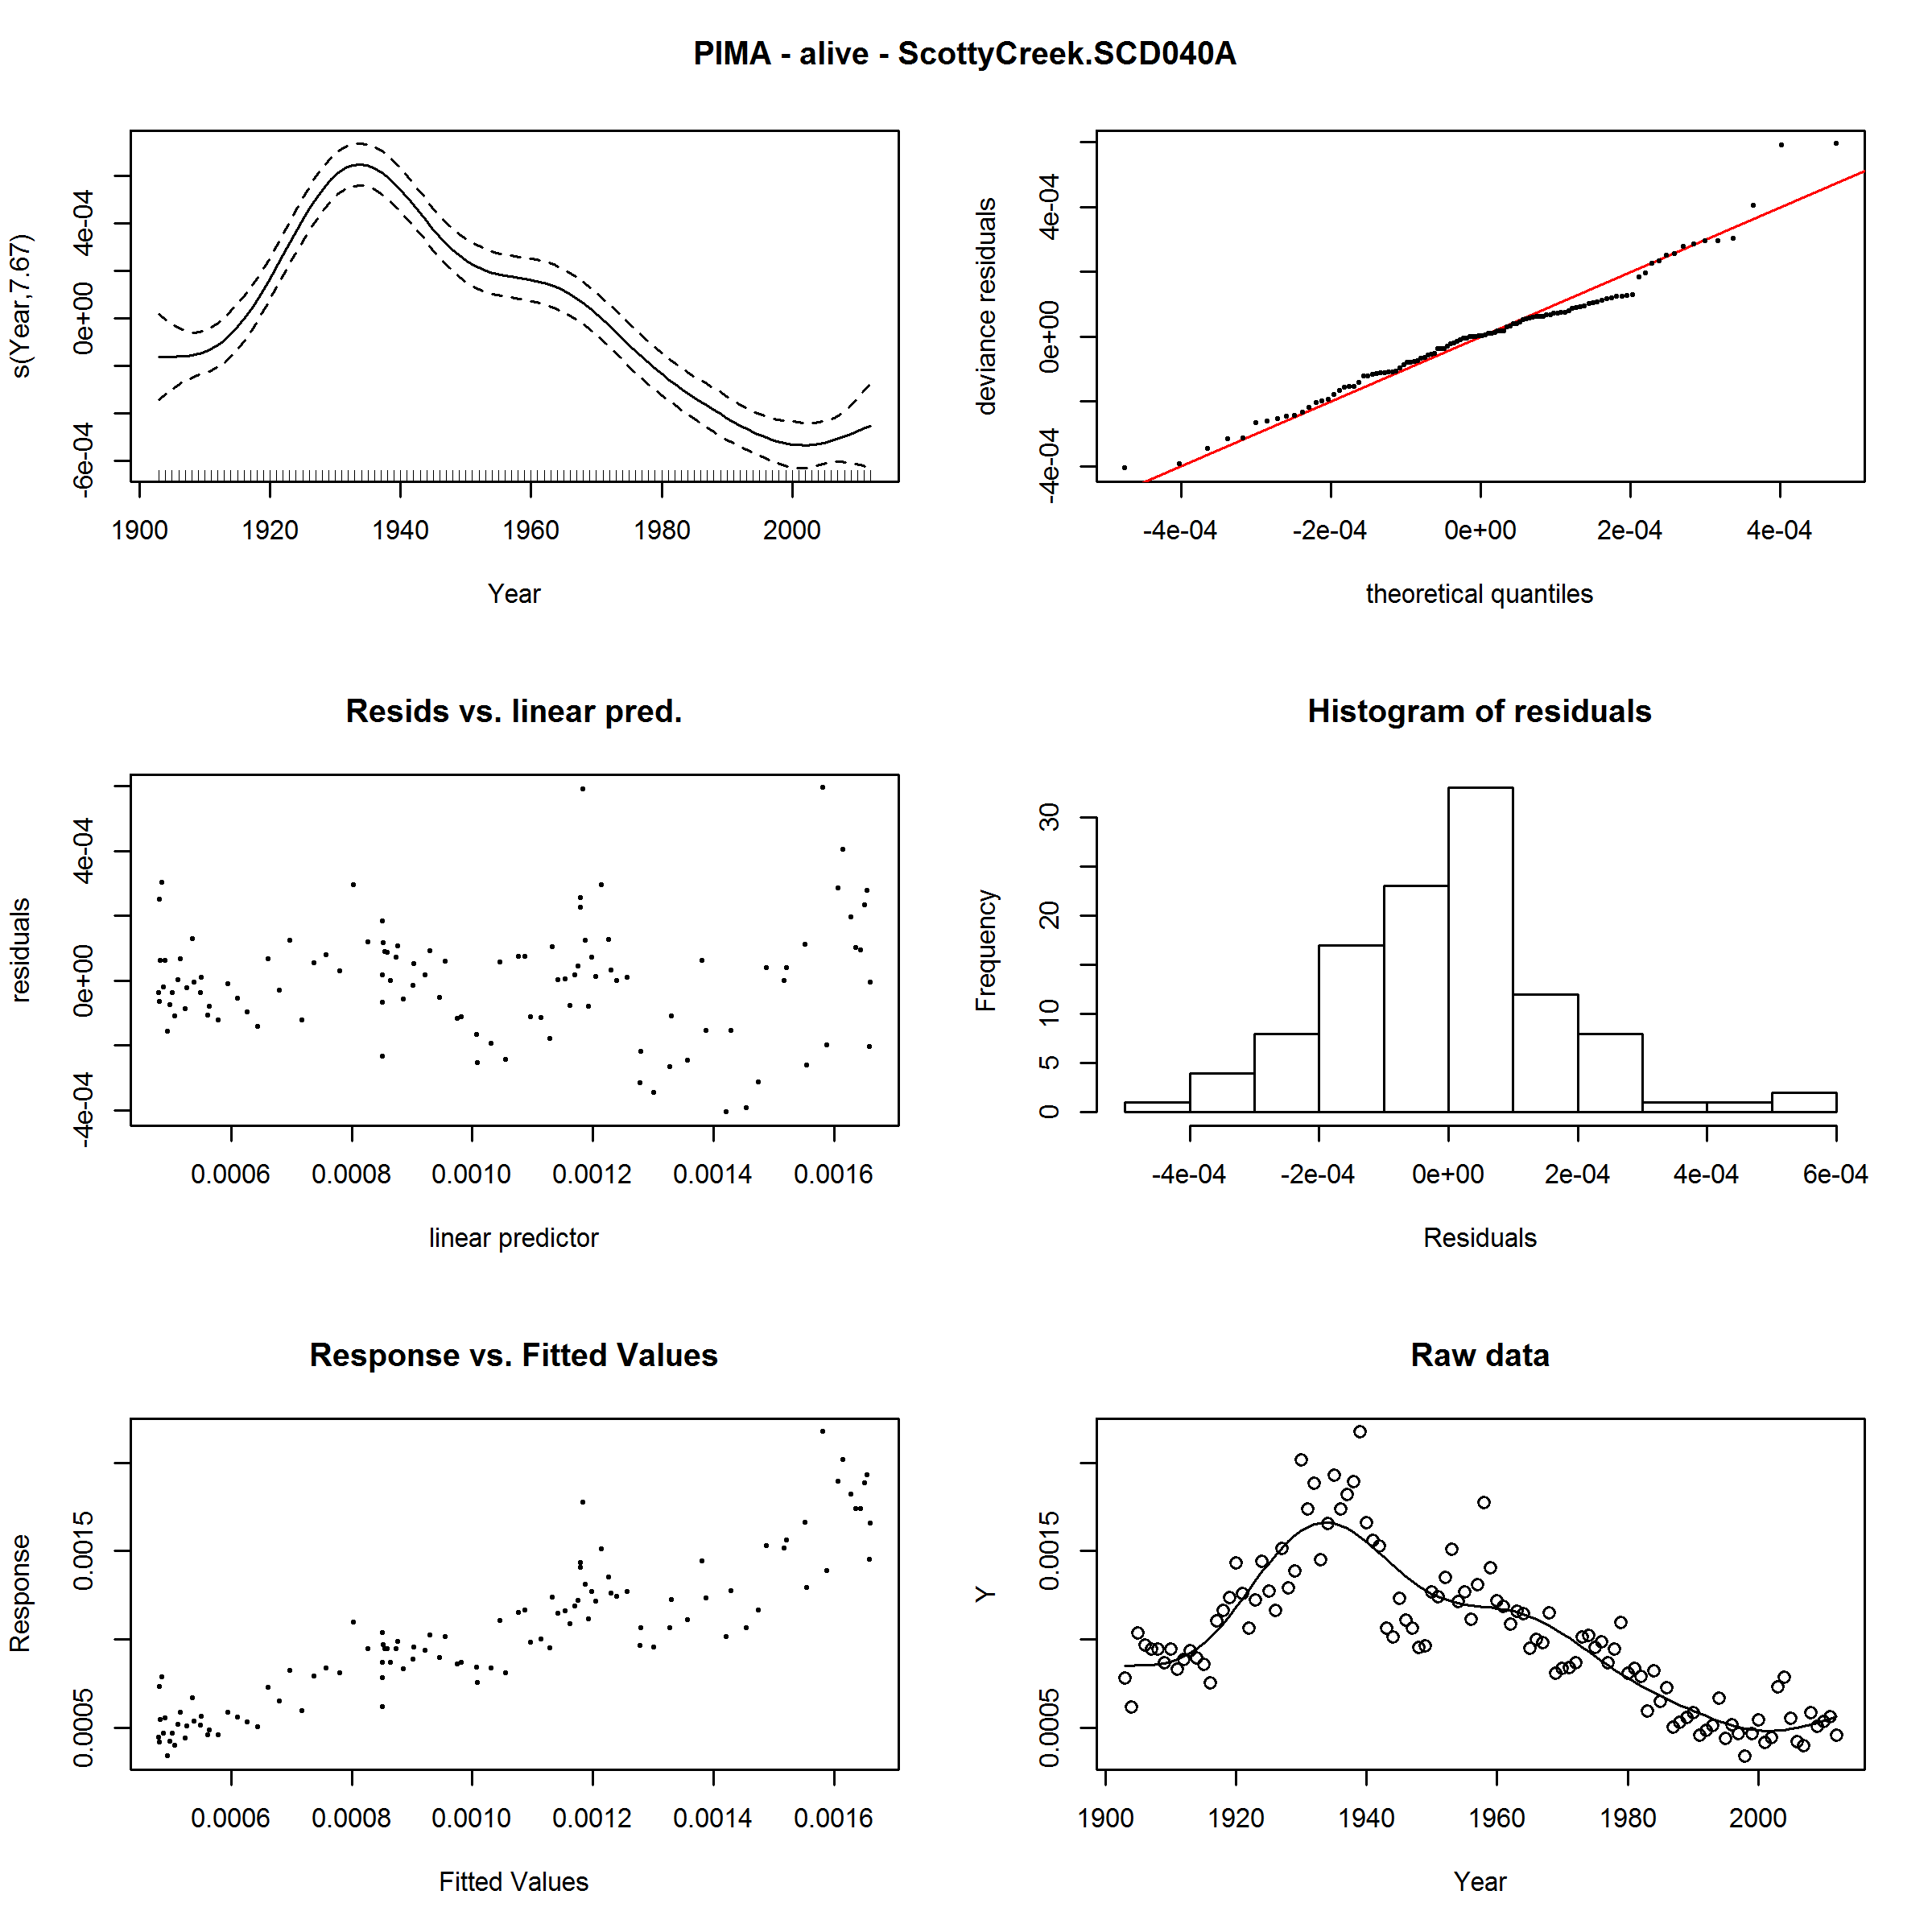 PIMA - alive - ScottyCreek.SCD040A
s(Year,7.67)
-6e-04 0e+00 4e-04
1900 1920 1940 1960 1980 2000
Year
deviance residuals
-4e-04 0e+00 4e-04
-4e-04 -2e-04 0e+00 2e-04 4e-04
theoretical quantiles
Resids vs. linear pred.
residuals
-4e-04 0e+00 4e-04
0.0006 0.0008 0.0010 0.0012 0.0014 0.0016
linear predictor
Histogram of residuals
Frequency
0 5 10 20 30
-4e-04 -2e-04 0e+00 2e-04 4e-04 6e-04
Residuals
Response vs. Fitted Values
Response
0.0005 0.0015
0.0006 0.0008 0.0010 0.0012 0.0014 0.0016
Fitted Values
Raw data
Y
0.0005 0.0015
1900 1920 1940 1960 1980 2000
Year